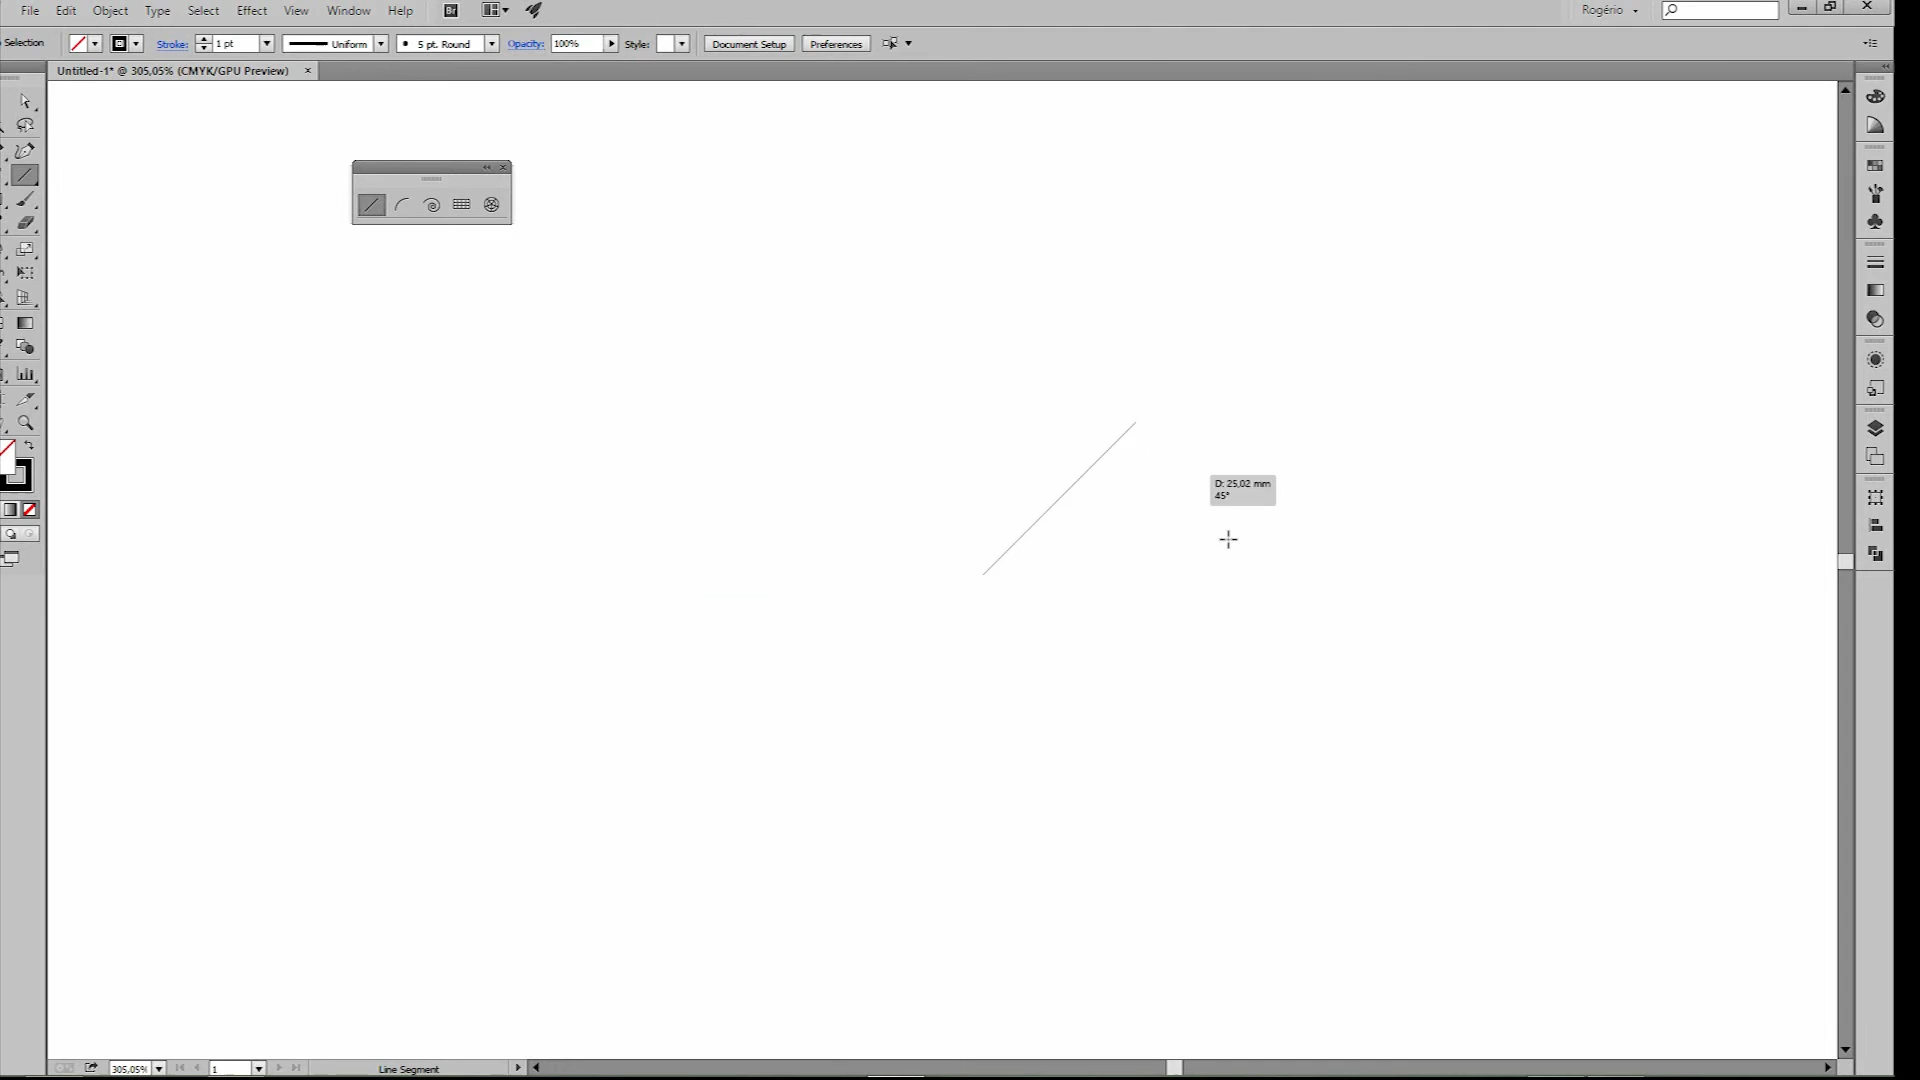 File Edit Object Type Select Effect View Window Help Br Rogério
Selection Stroke: 1 pt Uniform 5 pt. Round Opacity: 100% Style: Document Setup Preferences
Untitled-1* @ 305,05% (CMYK/GPU Preview)
D: 25,02 mm
45°
305,05% 1 Line Segment